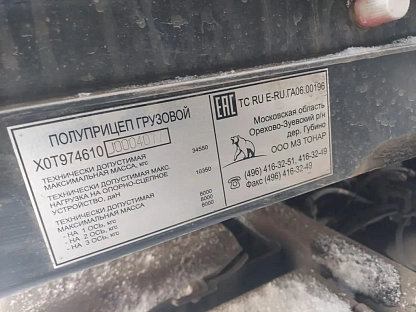 ПОЛУПРИЦЕП ГРУЗОВОЙ
X0T974610
ТЕХНИЧЕСКИ ДОПУСТИМАЯ
МАКСИМАЛЬНАЯ МАССА, кгс 34550
ТЕХНИЧЕСКИ ДОПУСТИМАЯ МАКС.
НАГРУЗКА НА ОПОРНО-СЦЕПНОЕ
УСТРОЙСТВО, даН 10350
ТЕХНИЧЕСКИ ДОПУСТИМАЯ
МАКСИМАЛЬНАЯ МАССА
- НА 1 ОСЬ, кгс 8000
- НА 2 ОСЬ, кгс 8000
- НА 3 ОСЬ, кгс 8000
ЕАС ТС RU E-RU.ГА06.00196
Московская область
Орехово-Зуевский р/н
дер. Губино
ООО МЗ ТОНАР
(496) 416-32-51, 416-32-49
Факс (496) 416-32-49